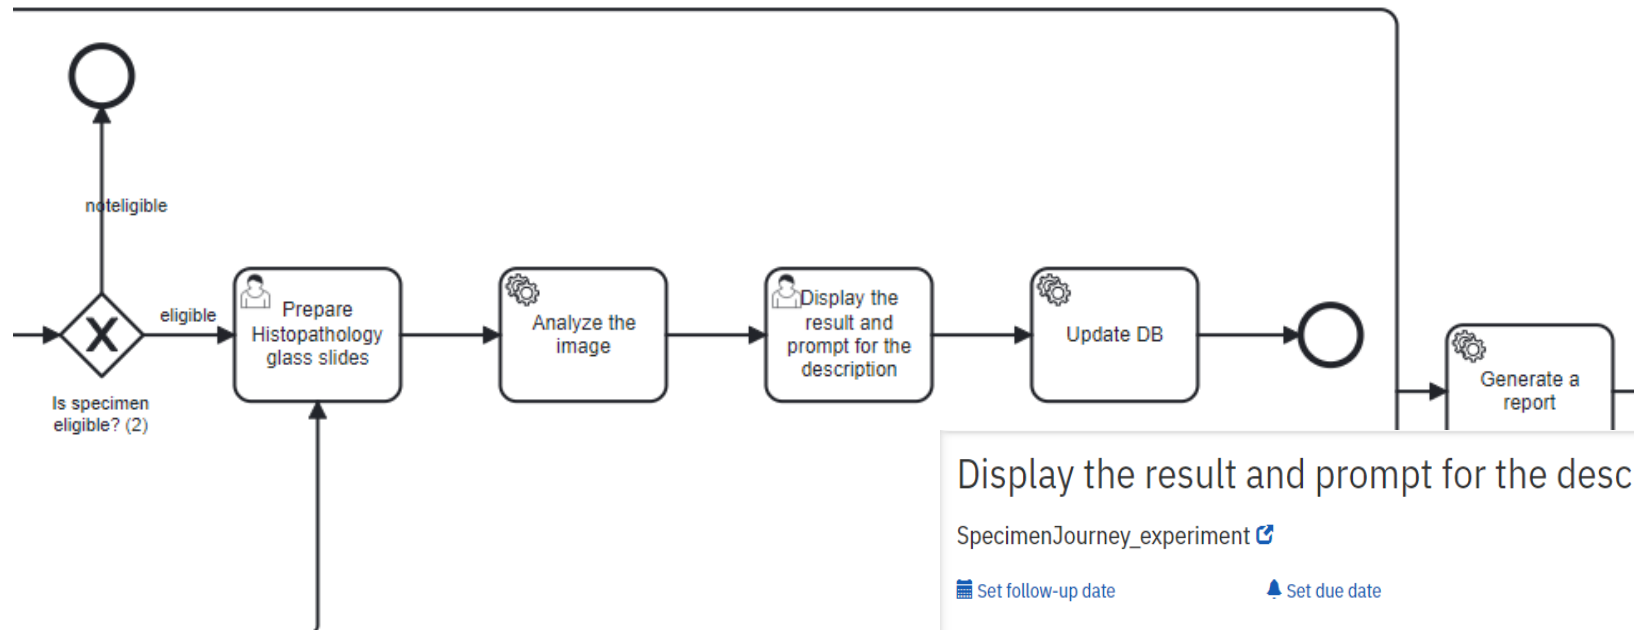 noteligible
eligible
Is specimen
eligible? (2)
Prepare
Histopathology
glass slides
Analyze the
image
Display the
result and
prompt for the
description
Update DB
Generate a
report
Display the result and prompt for the desc
SpecimenJourney_experiment
Set follow-up date
Set due date